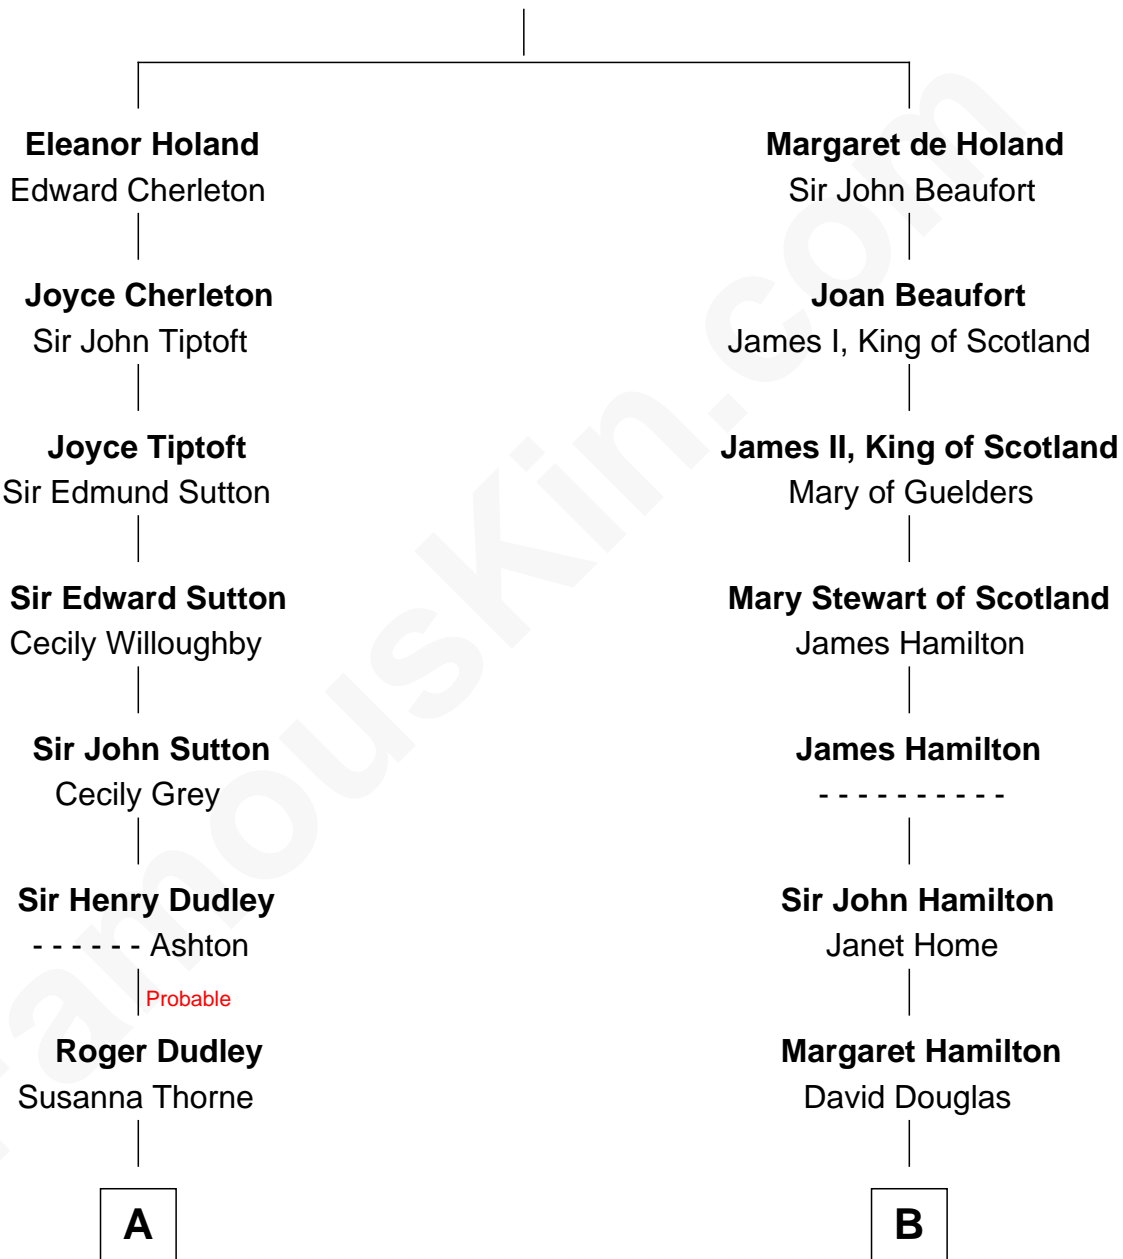 Eleanor Holand
Edward Cherleton
Joyce Cherleton
Sir John Tiptoft
Joyce Tiptoft
Sir Edmund Sutton
Sir Edward Sutton
Cecily Willoughby
Sir John Sutton
Cecily Grey
Sir Henry Dudley
- - - - - - Ashton
Probable
Roger Dudley
Susanna Thorne
A
Margaret de Holand
Sir John Beaufort
Joan Beaufort
James I, King of Scotland
James II, King of Scotland
Mary of Guelders
Mary Stewart of Scotland
James Hamilton
James Hamilton
- - - - - - - - - -
Sir John Hamilton
Janet Home
Margaret Hamilton
David Douglas
B
FamousKin.com